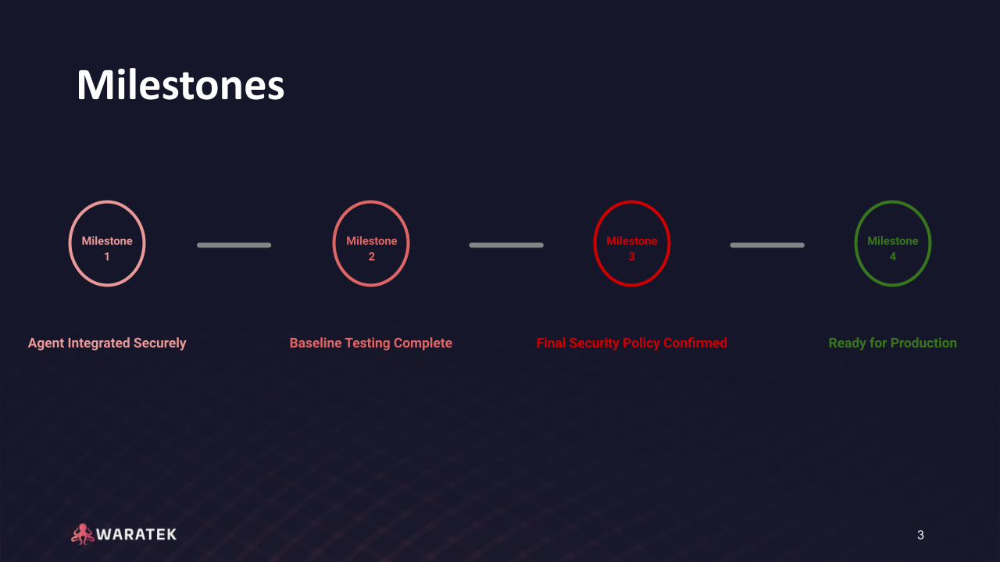 Milestones
Milestone
1
Milestone
2
Milestone
3
Milestone
4
Agent Integrated Securely
Baseline Testing Complete
Final Security Policy Confirmed
Ready for Production
WARATEK
3